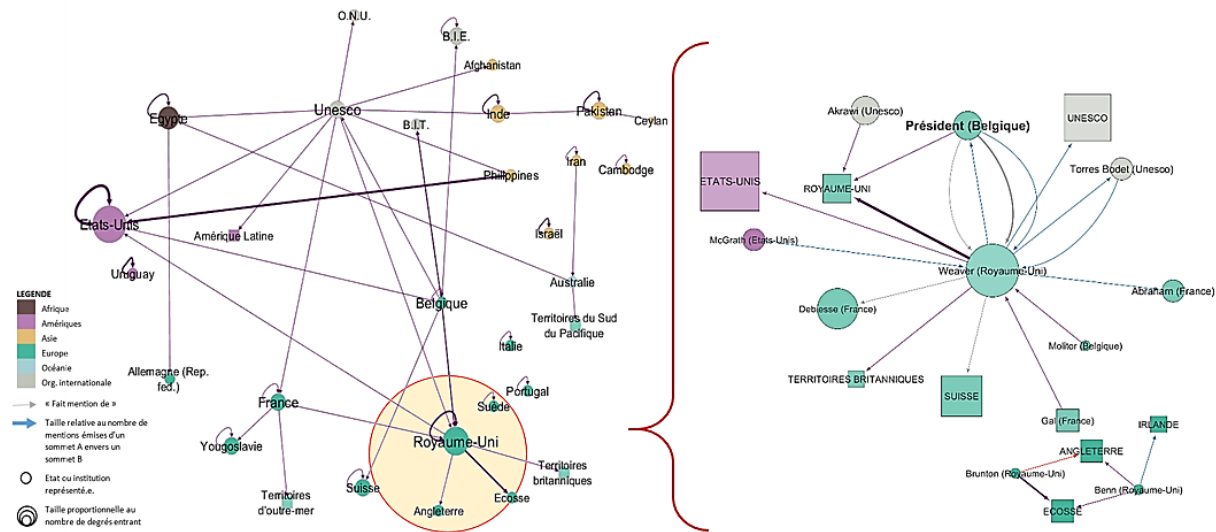 O.N.U.
B.I.E.
Afghanistan
Egypte
Unesco
B.I.T.
Inde
Pakistan
Ceylan
Iran
Cambodge
Philippines
Etats-Unis
Amérique Latine
Israël
Uruguay
Australie
Belgique
Territoires du Sud
du Pacifique
Italie
Allemagne (Rep.
fed.)
France
Portugal
Suède
Yougoslavie
Royaume-Uni
Territoires
d'outre-mer
Suisse
Angleterre
Ecosse
Territoires
britanniques
LEGENDE
Afrique
Amériques
Asie
Europe
Océanie
Org. internationale
« Fait mention de »
Taille relative au nombre de
mentions émises d'un
sommet A envers un
sommet B
Etat ou institution
représenté.e.
Taille proportionnelle au
nombre de degrés entrant
Akrawi (Unesco)
Président (Belgique)
UNESCO
ETATS-UNIS
ROYAUME-UNI
Torres Bodet (Unesco)
McGrath (Etats-Unis)
Weaver (Royaume-Uni)
Abraham (France)
Debiesse (France)
Molitor (Belgique)
TERRITOIRES BRITANNIQUES
SUISSE
Gal (France)
IRLANDE
ANGLETERRE
Brunton (Royaume-Uni)
Benn (Royaume-Uni)
ECOSSE